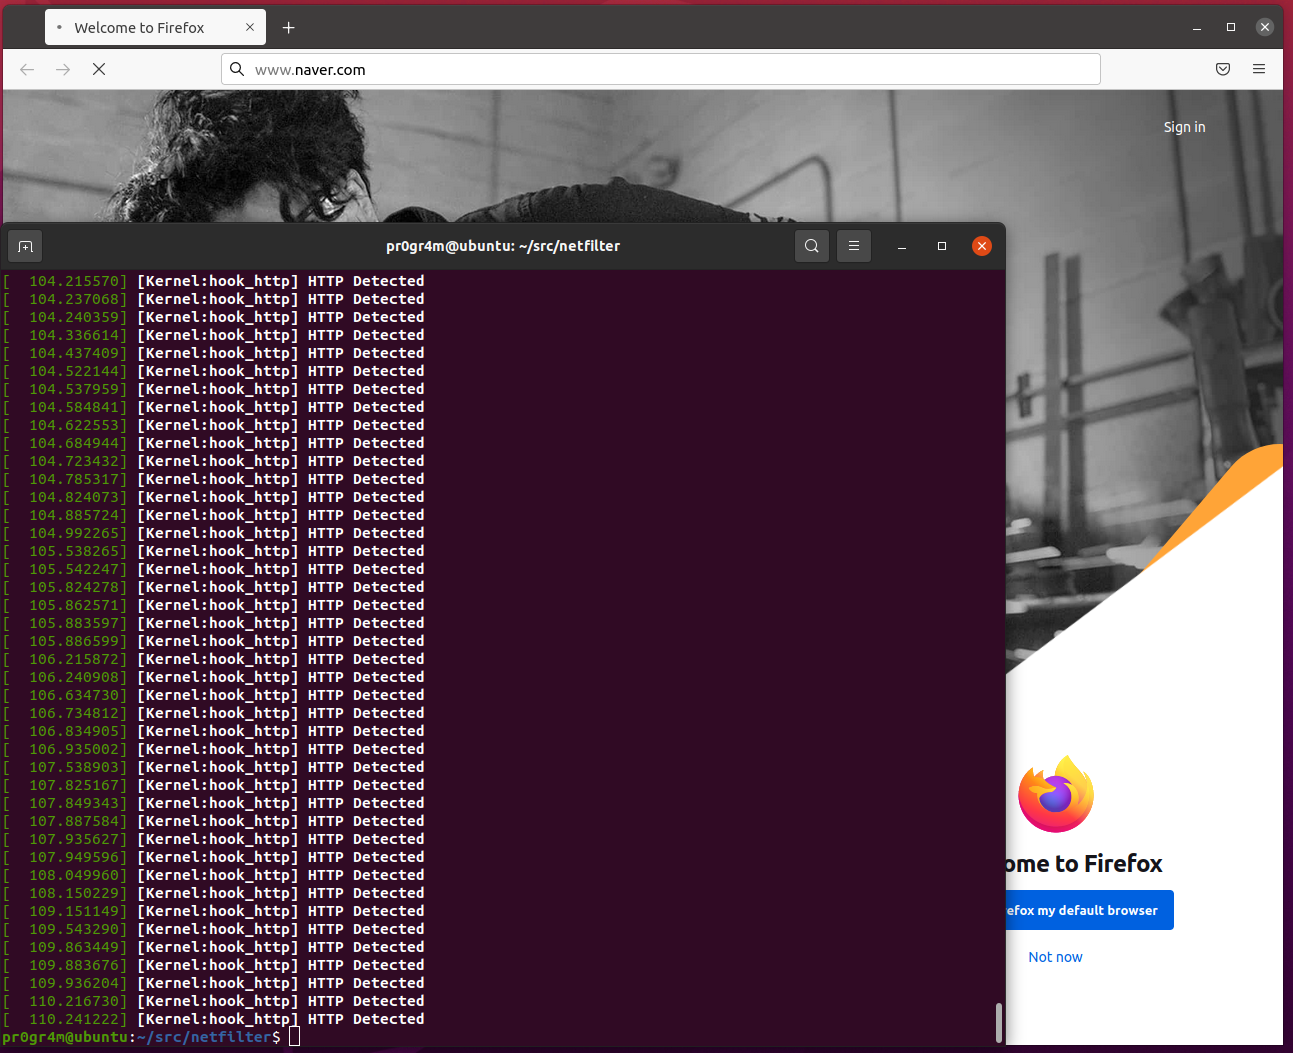 Welcome to Firefox
www.naver.com
Sign in
pr0gr4m@ubuntu: ~/src/netfilter
[  104.215570] [Kernel:hook_http] HTTP Detected
[  104.237068] [Kernel:hook_http] HTTP Detected
[  104.240359] [Kernel:hook_http] HTTP Detected
[  104.336614] [Kernel:hook_http] HTTP Detected
[  104.437409] [Kernel:hook_http] HTTP Detected
[  104.522144] [Kernel:hook_http] HTTP Detected
[  104.537959] [Kernel:hook_http] HTTP Detected
[  104.584841] [Kernel:hook_http] HTTP Detected
[  104.622553] [Kernel:hook_http] HTTP Detected
[  104.684944] [Kernel:hook_http] HTTP Detected
[  104.723432] [Kernel:hook_http] HTTP Detected
[  104.785317] [Kernel:hook_http] HTTP Detected
[  104.824073] [Kernel:hook_http] HTTP Detected
[  104.885724] [Kernel:hook_http] HTTP Detected
[  104.992265] [Kernel:hook_http] HTTP Detected
[  105.538265] [Kernel:hook_http] HTTP Detected
[  105.542247] [Kernel:hook_http] HTTP Detected
[  105.824278] [Kernel:hook_http] HTTP Detected
[  105.862571] [Kernel:hook_http] HTTP Detected
[  105.883597] [Kernel:hook_http] HTTP Detected
[  105.886599] [Kernel:hook_http] HTTP Detected
[  106.215872] [Kernel:hook_http] HTTP Detected
[  106.240908] [Kernel:hook_http] HTTP Detected
[  106.634730] [Kernel:hook_http] HTTP Detected
[  106.734812] [Kernel:hook_http] HTTP Detected
[  106.834905] [Kernel:hook_http] HTTP Detected
[  106.935002] [Kernel:hook_http] HTTP Detected
[  107.538903] [Kernel:hook_http] HTTP Detected
[  107.825167] [Kernel:hook_http] HTTP Detected
[  107.849343] [Kernel:hook_http] HTTP Detected
[  107.887584] [Kernel:hook_http] HTTP Detected
[  107.935627] [Kernel:hook_http] HTTP Detected
[  107.949596] [Kernel:hook_http] HTTP Detected
[  108.049960] [Kernel:hook_http] HTTP Detected
[  108.150229] [Kernel:hook_http] HTTP Detected
[  109.151149] [Kernel:hook_http] HTTP Detected
[  109.543290] [Kernel:hook_http] HTTP Detected
[  109.863449] [Kernel:hook_http] HTTP Detected
[  109.883676] [Kernel:hook_http] HTTP Detected
[  109.936204] [Kernel:hook_http] HTTP Detected
[  110.216730] [Kernel:hook_http] HTTP Detected
[  110.241222] [Kernel:hook_http] HTTP Detected
pr0gr4m@ubuntu:~/src/netfilter$
ome to Firefox
efox my default browser
Not now